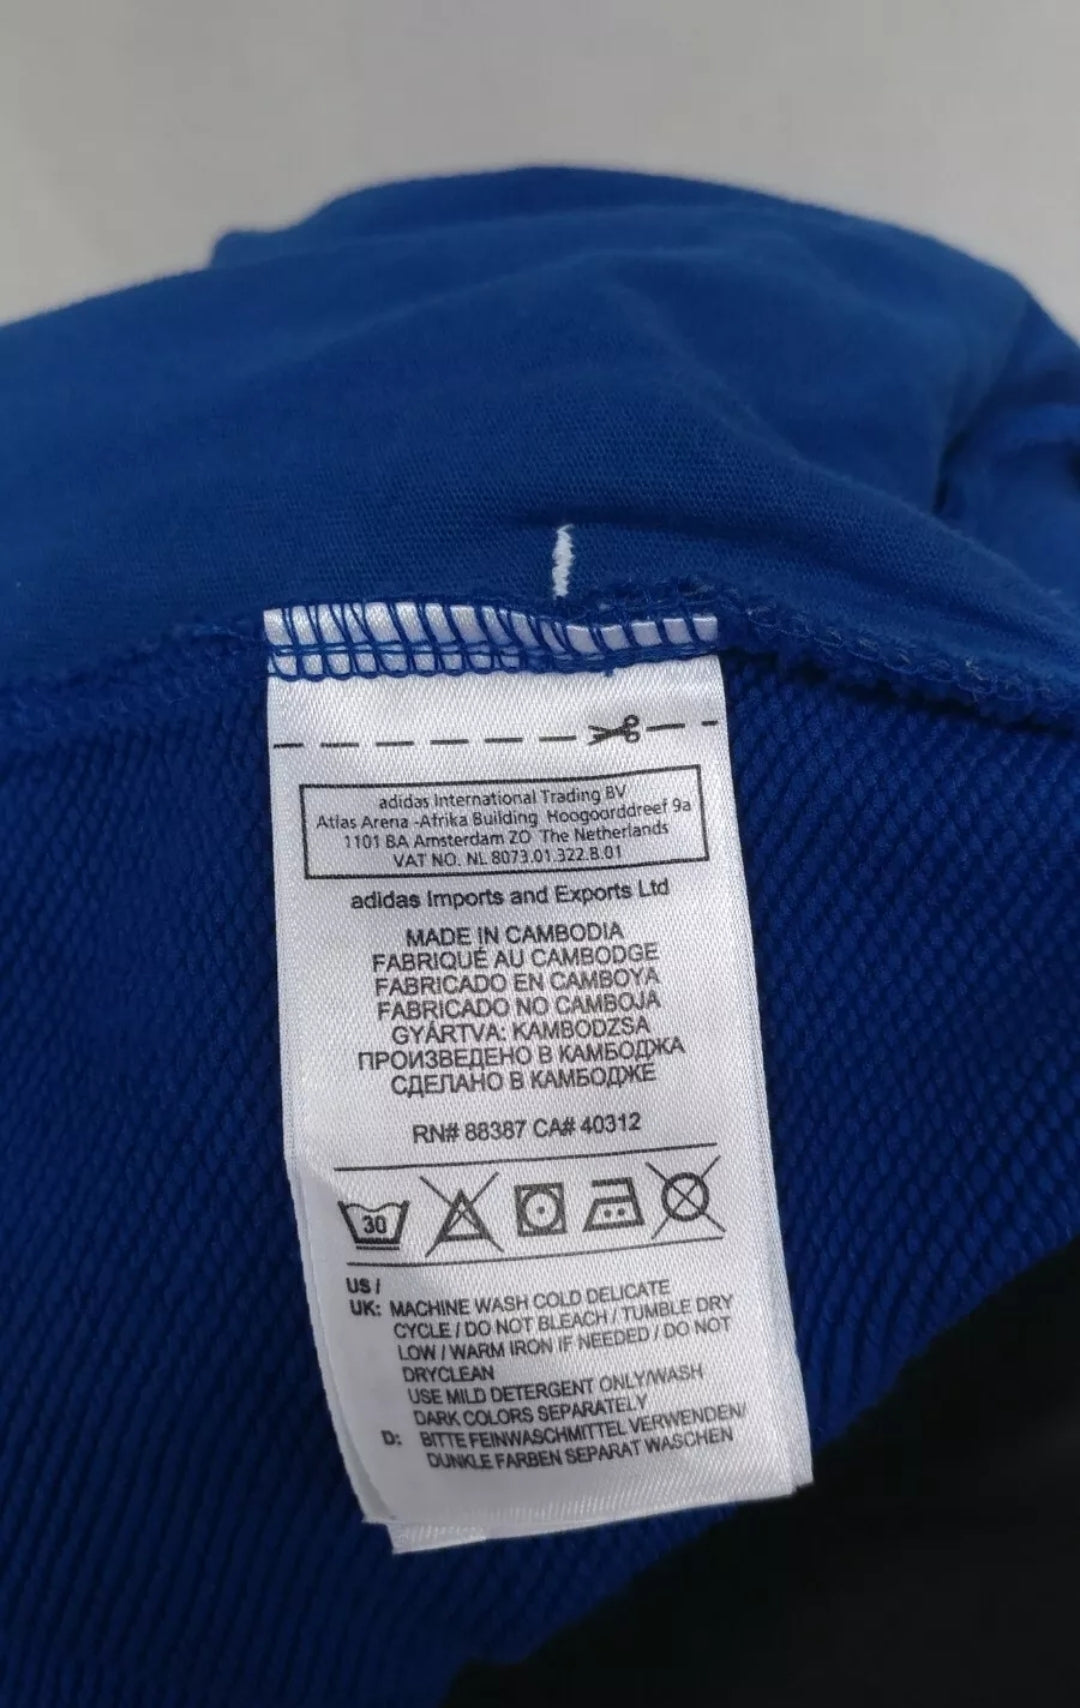 adidas International Trading BV
Atlas Arena -Afrika Building Hoogoorddreef 9a
1101 BA Amsterdam ZO The Netherlands
VAT NO. NL 8073.01.322.B.01
adidas Imports and Exports Ltd
MADE IN CAMBODIA
FABRIQUÉ AU CAMBODGE
FABRICADO EN CAMBOYA
FABRICADO NO CAMBOJA
GYÁRTVA: KAMBODZSA
ПРОИЗВЕДЕНО В КАМБОДЖА
СДЕЛАНО В КАМБОДЖЕ
RN# 88387 CA# 40312
30
US /
UK: MACHINE WASH COLD DELICATE
CYCLE / DO NOT BLEACH / TUMBLE DRY
LOW / WARM IRON IF NEEDED / DO NOT
DRYCLEAN
USE MILD DETERGENT ONLY/WASH
DARK COLORS SEPARATELY
D: BITTE FEINWASCHMITTEL VERWENDEN/
DUNKLE FARBEN SEPARAT WASCHEN